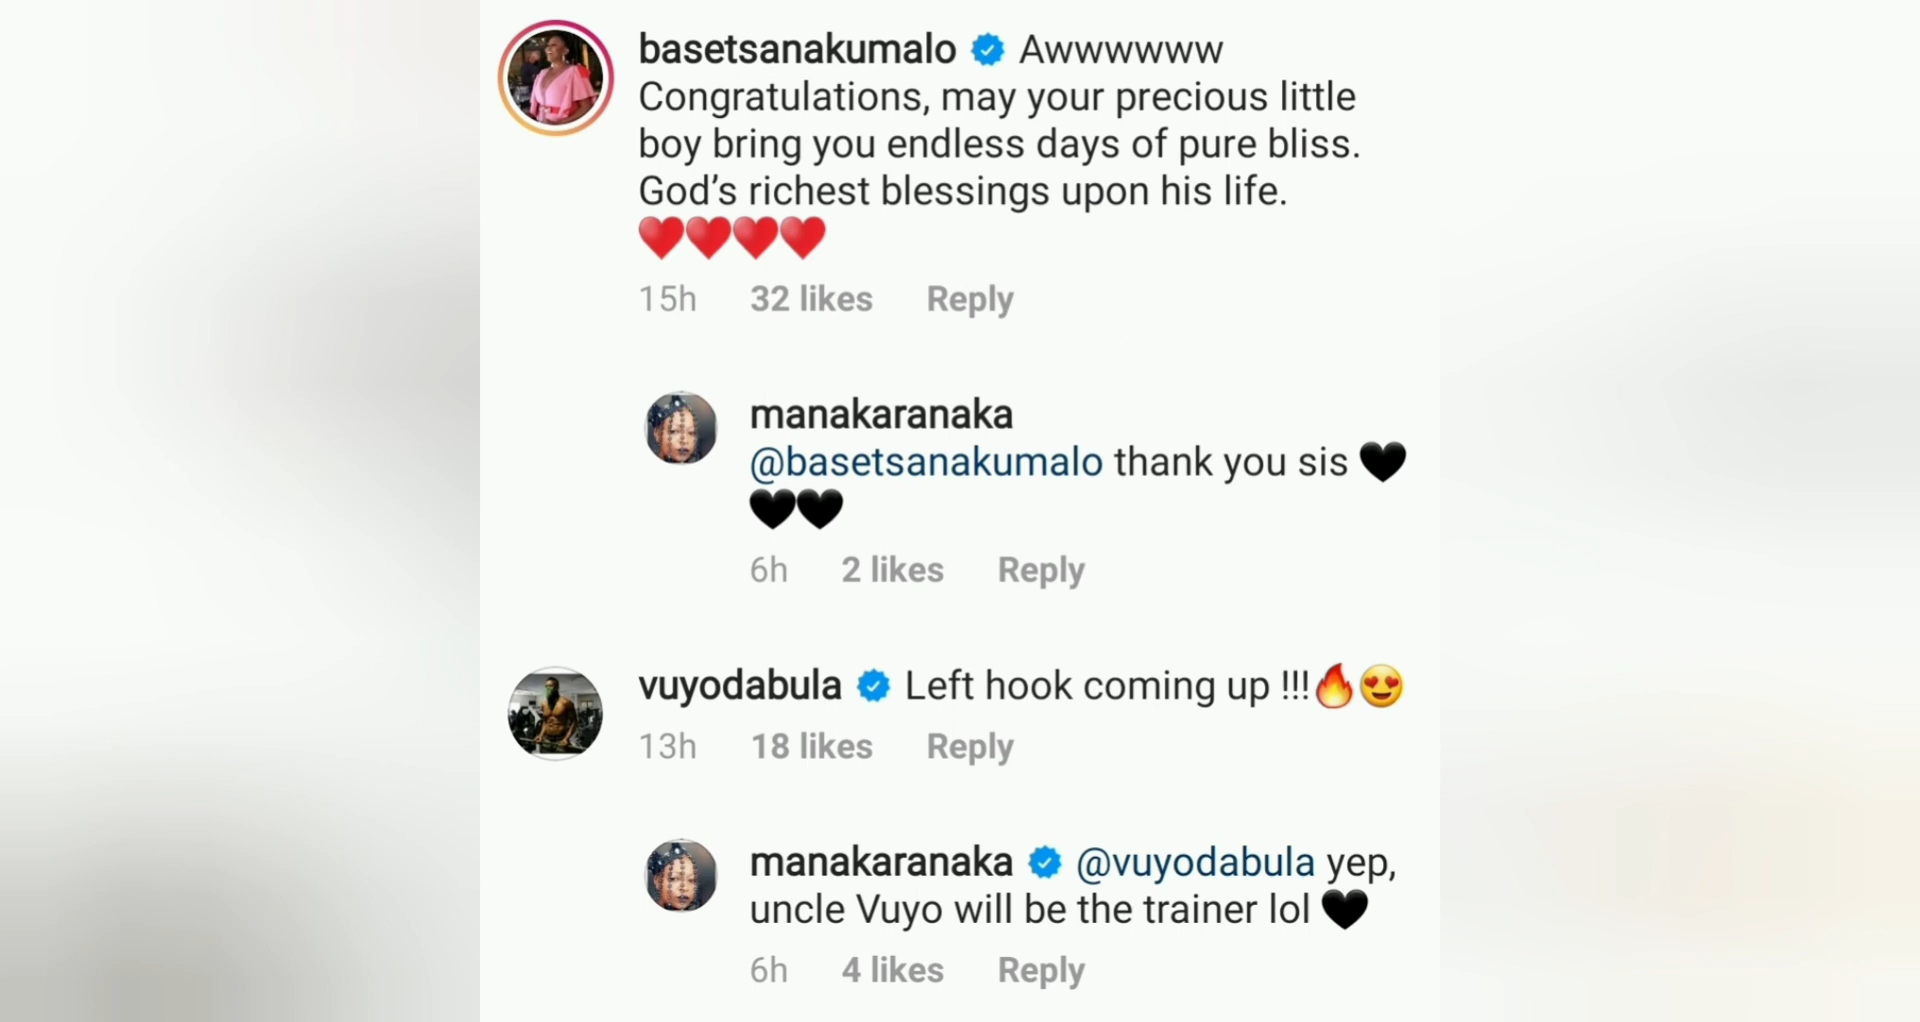 basetsanakumalo Awwwwww
Congratulations, may your precious little
boy bring you endless days of pure bliss.
God's richest blessings upon his life.
❤️❤️❤️❤️
15h 32 likes Reply
manakaranaka
@basetsanakumalo thank you sis 🖤
🖤🖤
6h 2 likes Reply
vuyodabula Left hook coming up !!!🔥😍
13h 18 likes Reply
manakaranaka @vuyodabula yep,
uncle Vuyo will be the trainer lol 🖤
6h 4 likes Reply